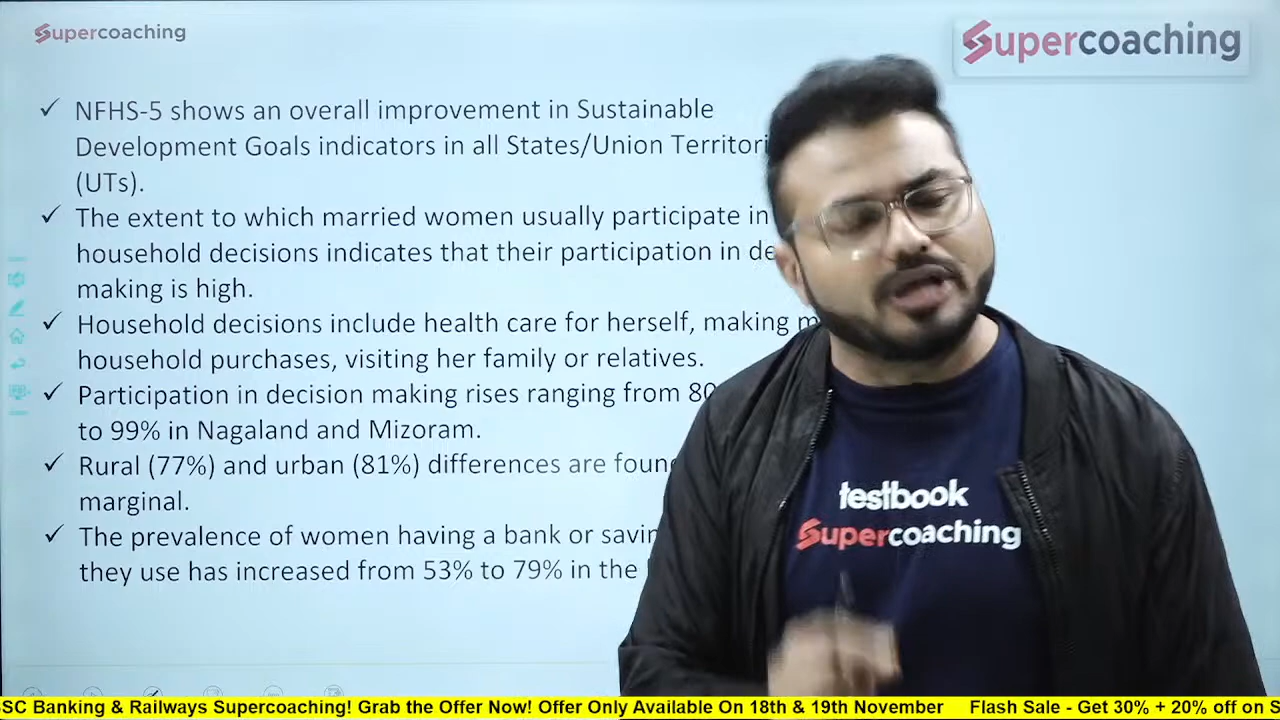 Supercoaching
Supercoaching
✓ NFHS-5 shows an overall improvement in Sustainable
Development Goals indicators in all States/Union
(UTs).
✓ The extent to which married women usually participate in
household decisions indicates that their participation in
making is high.
✓ Household decisions include health care for herself, making
household purchases, visiting her family or relatives.
✓ Participation in decision making rises ranging from 80
to 99% in Nagaland and Mizoram.
✓ Rural (77%) and urban (81%) differences are
marginal.
✓ The prevalence of women having a bank or
they use has increased from 53% to 79% in the
testbook
Supercoaching
SSC Banking & Railways Supercoaching! Grab the Offer Now! Offer Only Available On 18th & 19th November Flash Sale - Get 30% + 20% off on